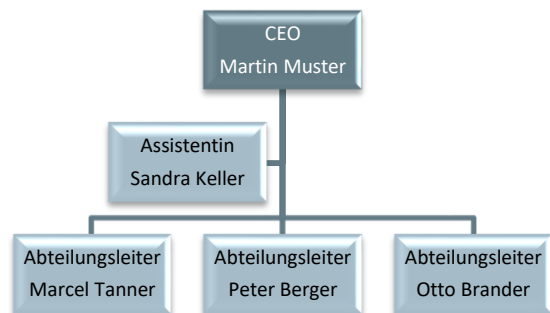 CEO
Martin Muster
Assistentin
Sandra Keller
Abteilungsleiter
Marcel Tanner
Abteilungsleiter
Peter Berger
Abteilungsleiter
Otto Brander